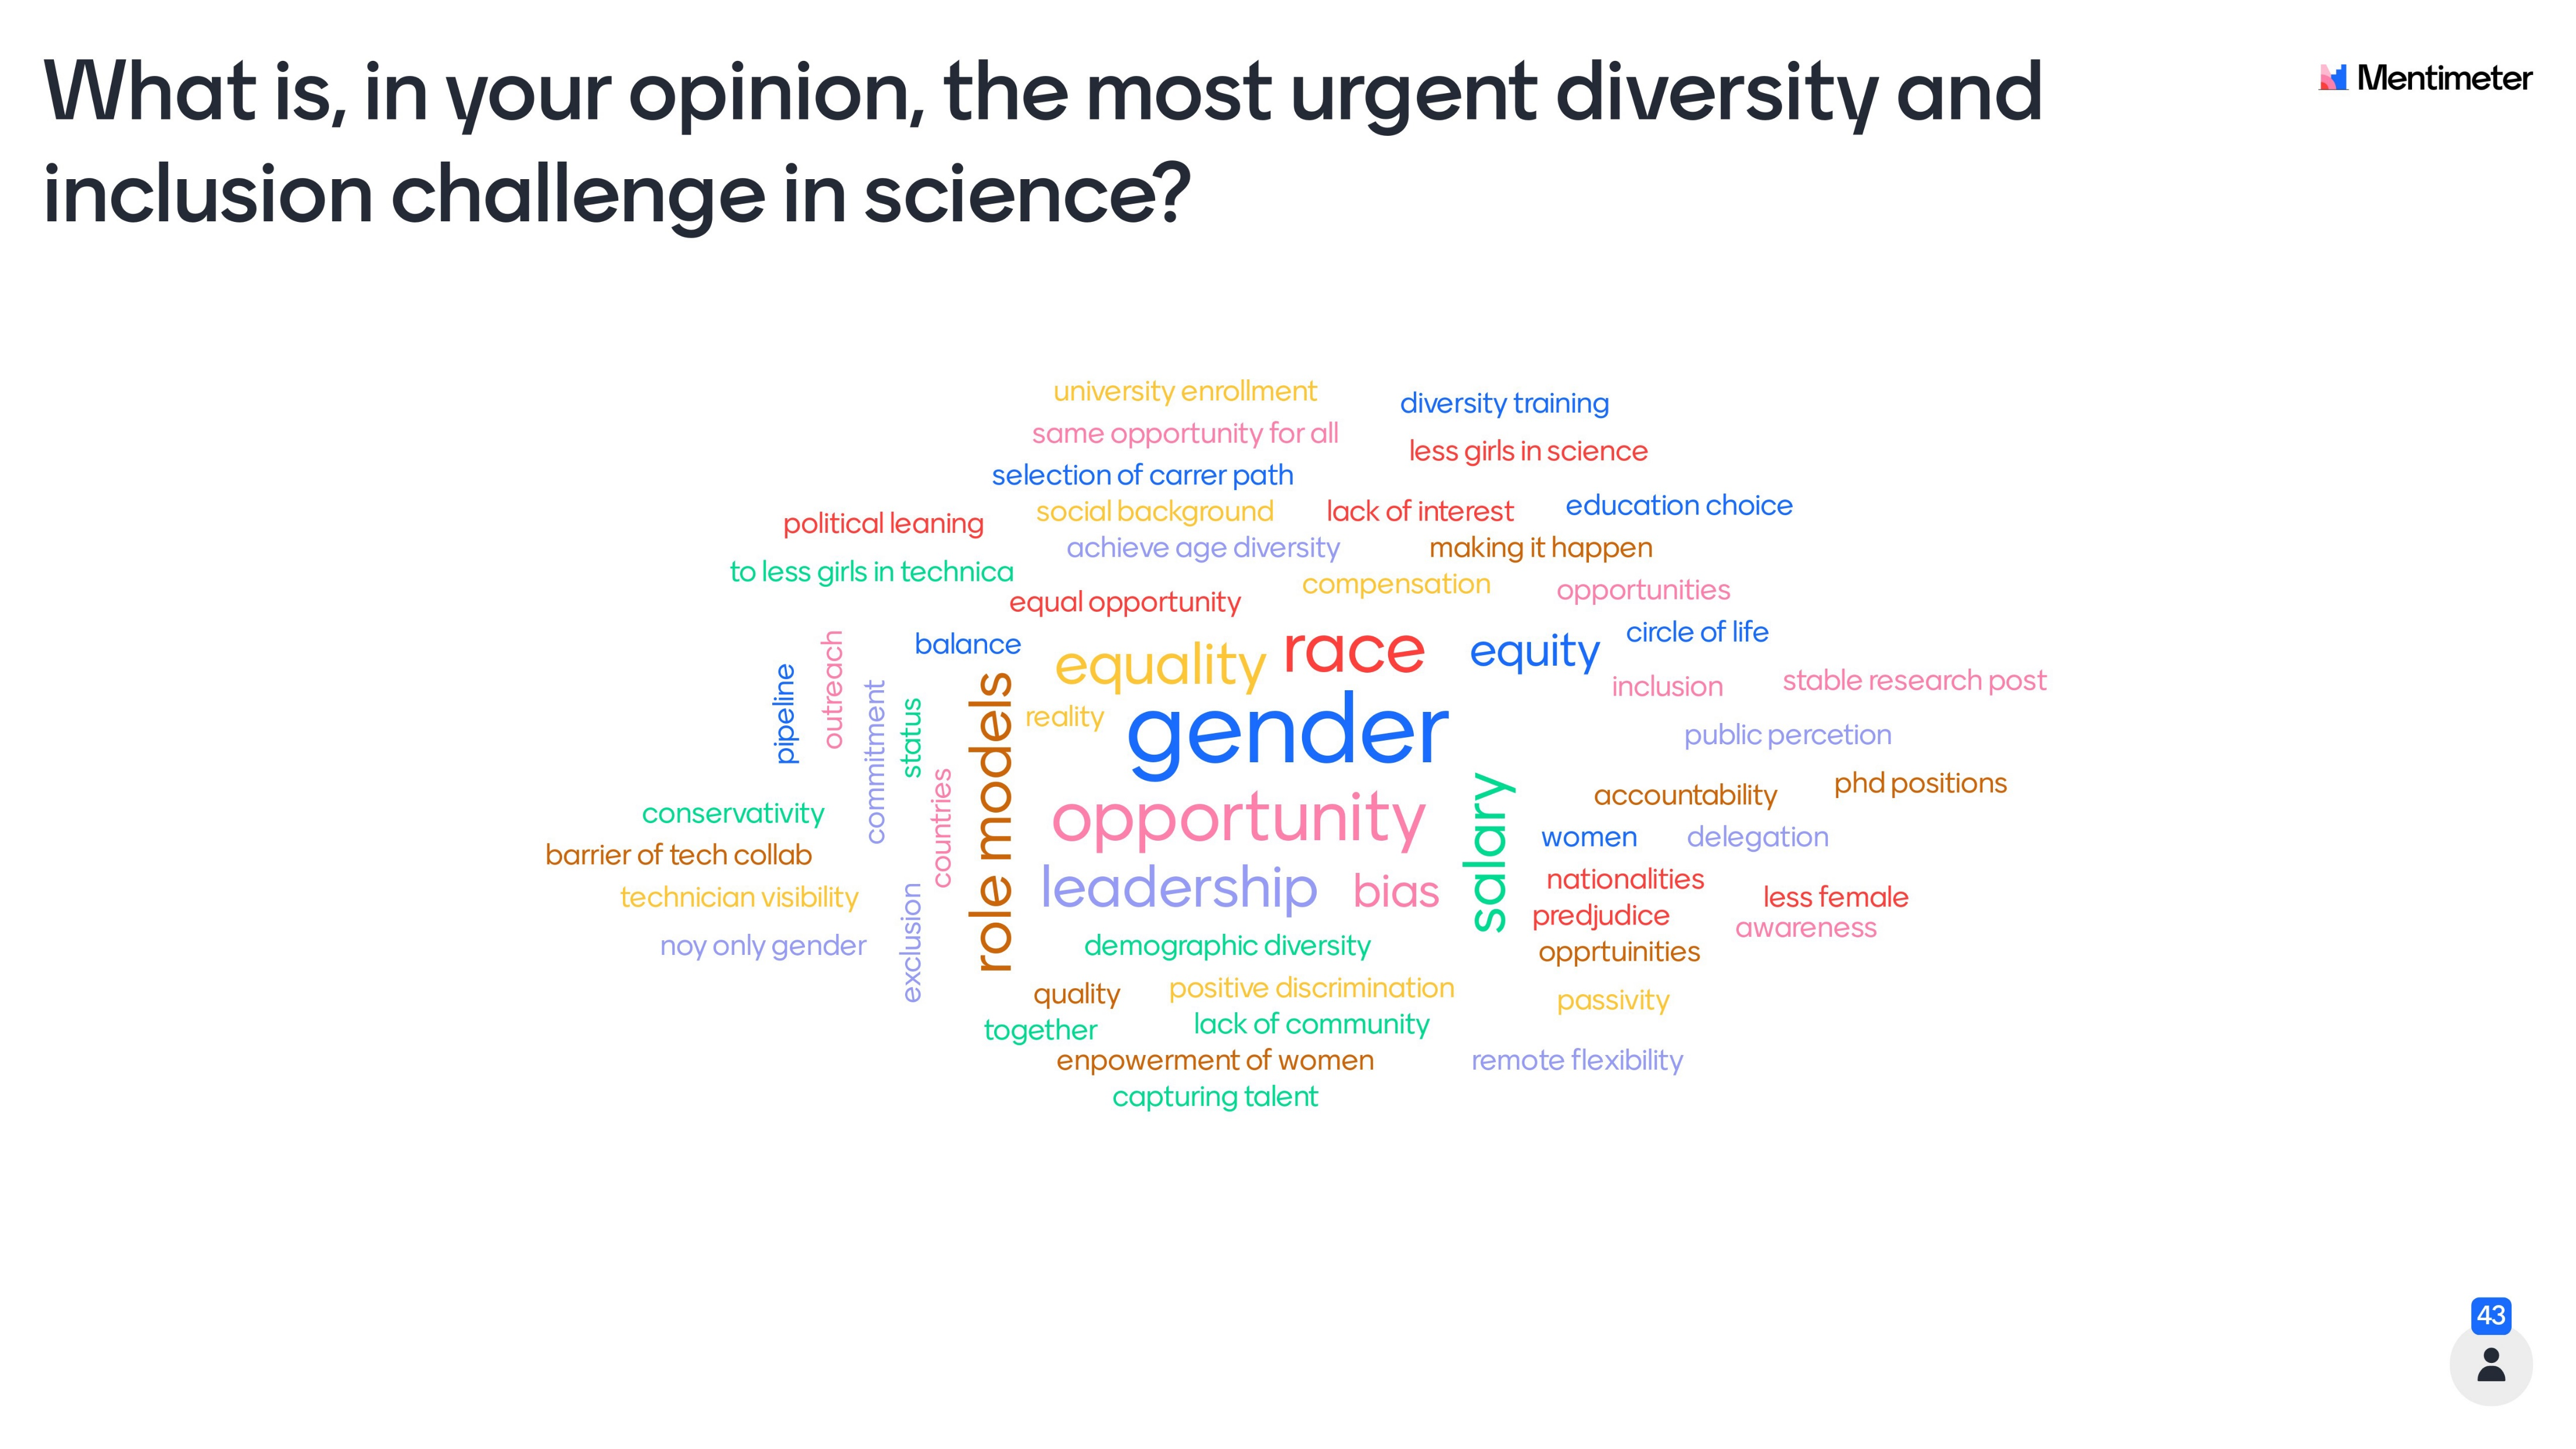 What is, in your opinion, the most urgent diversity and
inclusion challenge in science?
Mentimeter
university enrollment
diversity training
same opportunity for all
less girls in science
selection of carrer path
social background
lack of interest
education choice
political leaning
achieve age diversity
making it happen
to less girls in technica
compensation
opportunities
equal opportunity
balance
equality
race
equity
circle of life
pipeline
outreach
commitment
status
countries
role models
reality
gender
inclusion
stable research post
public percetion
opportunity
salary
accountability
phd positions
conservativity
women
delegation
barrier of tech collab
leadership
bias
nationalities
less female
technician visibility
predjudice
awareness
noy only gender
exclusion
demographic diversity
opprtuinities
quality
positive discrimination
passivity
together
lack of community
enpowerment of women
remote flexibility
capturing talent
43